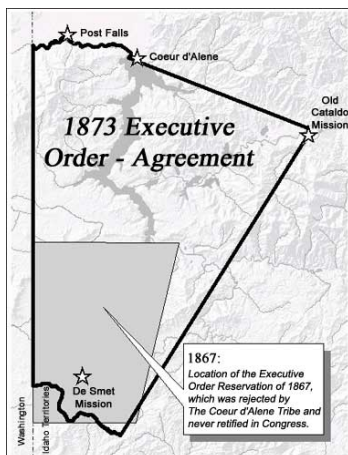 Post Falls
Coeur d'Alene
Old
Cataldo
Mission
1873 Executive
Order - Agreement
1867:
Location of the Executive
Order Reservation of 1867,
which was rejected by
The Coeur d'Alene Tribe and
never retified in Congress.
De Smet
Mission
Washington
Idaho Territories